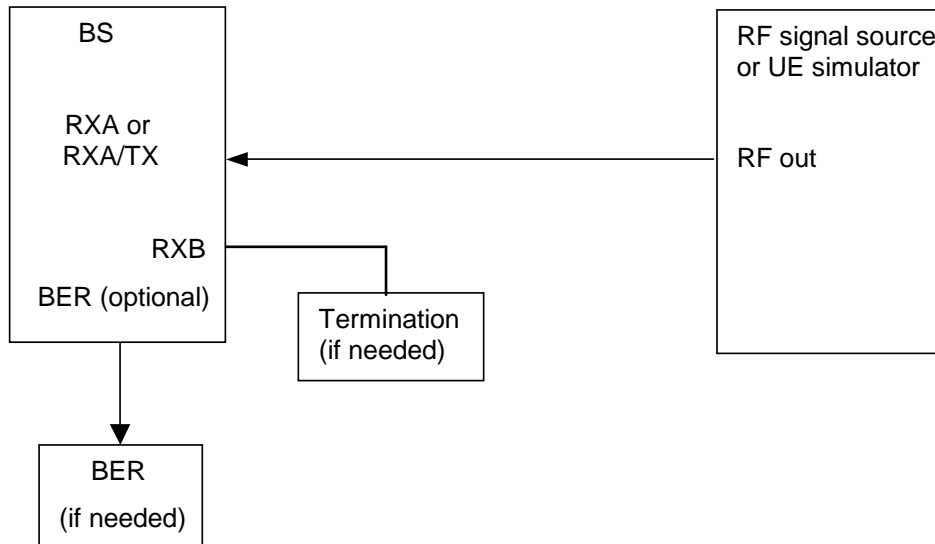 BS
RXA or
RXA/TX
RXB
BER (optional)
RF signal source
or UE simulator
RF out
Termination
(if needed)
BER
(if needed)